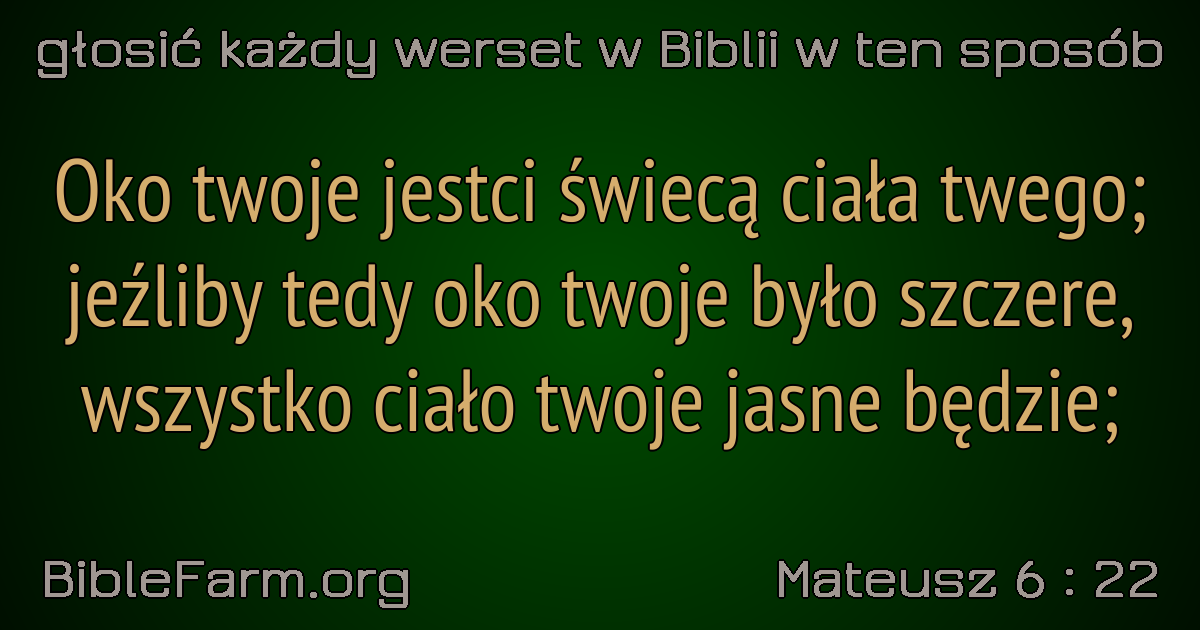 głosić każdy werset w Biblii w ten sposób
Oko twoje jestci świecą ciała twego;
jeźliby tedy oko twoje było szczere,
wszystko ciało twoje jasne będzie;
BibleFarm.org
Mateusz 6 : 22